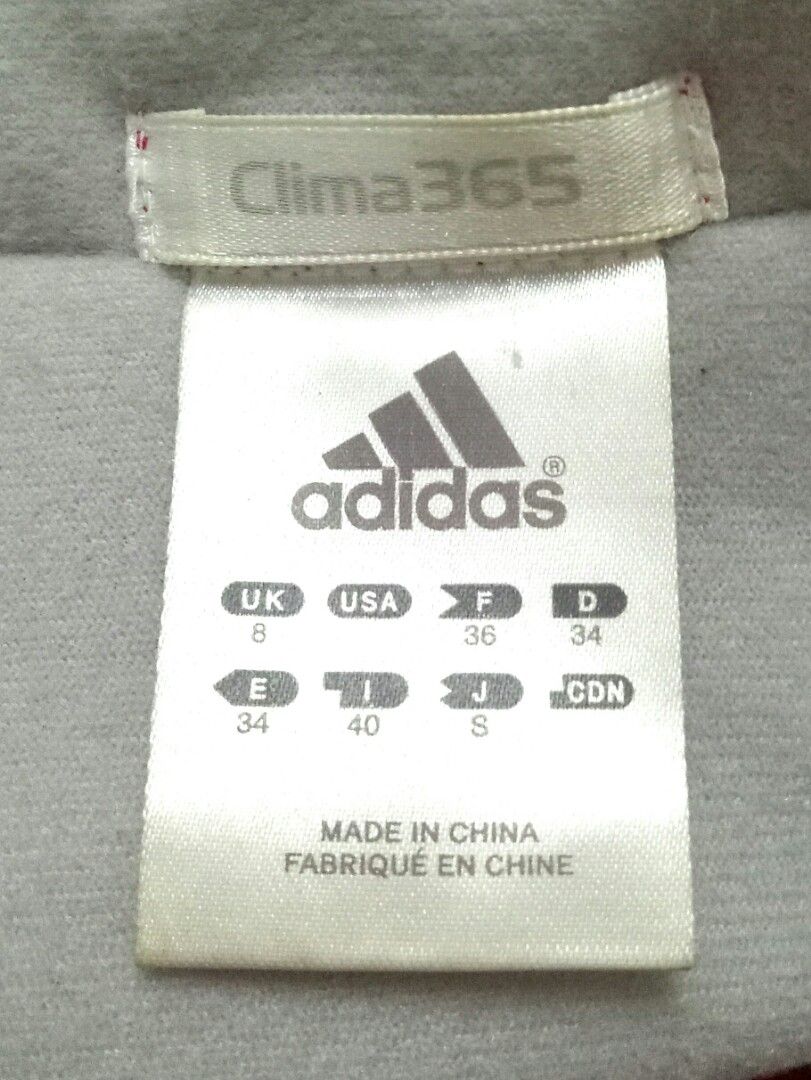 Clima365
adidas®
UK USA F D
8 36 34
E I J CDN
34 40 S
MADE IN CHINA
FABRIQUÉ EN CHINE